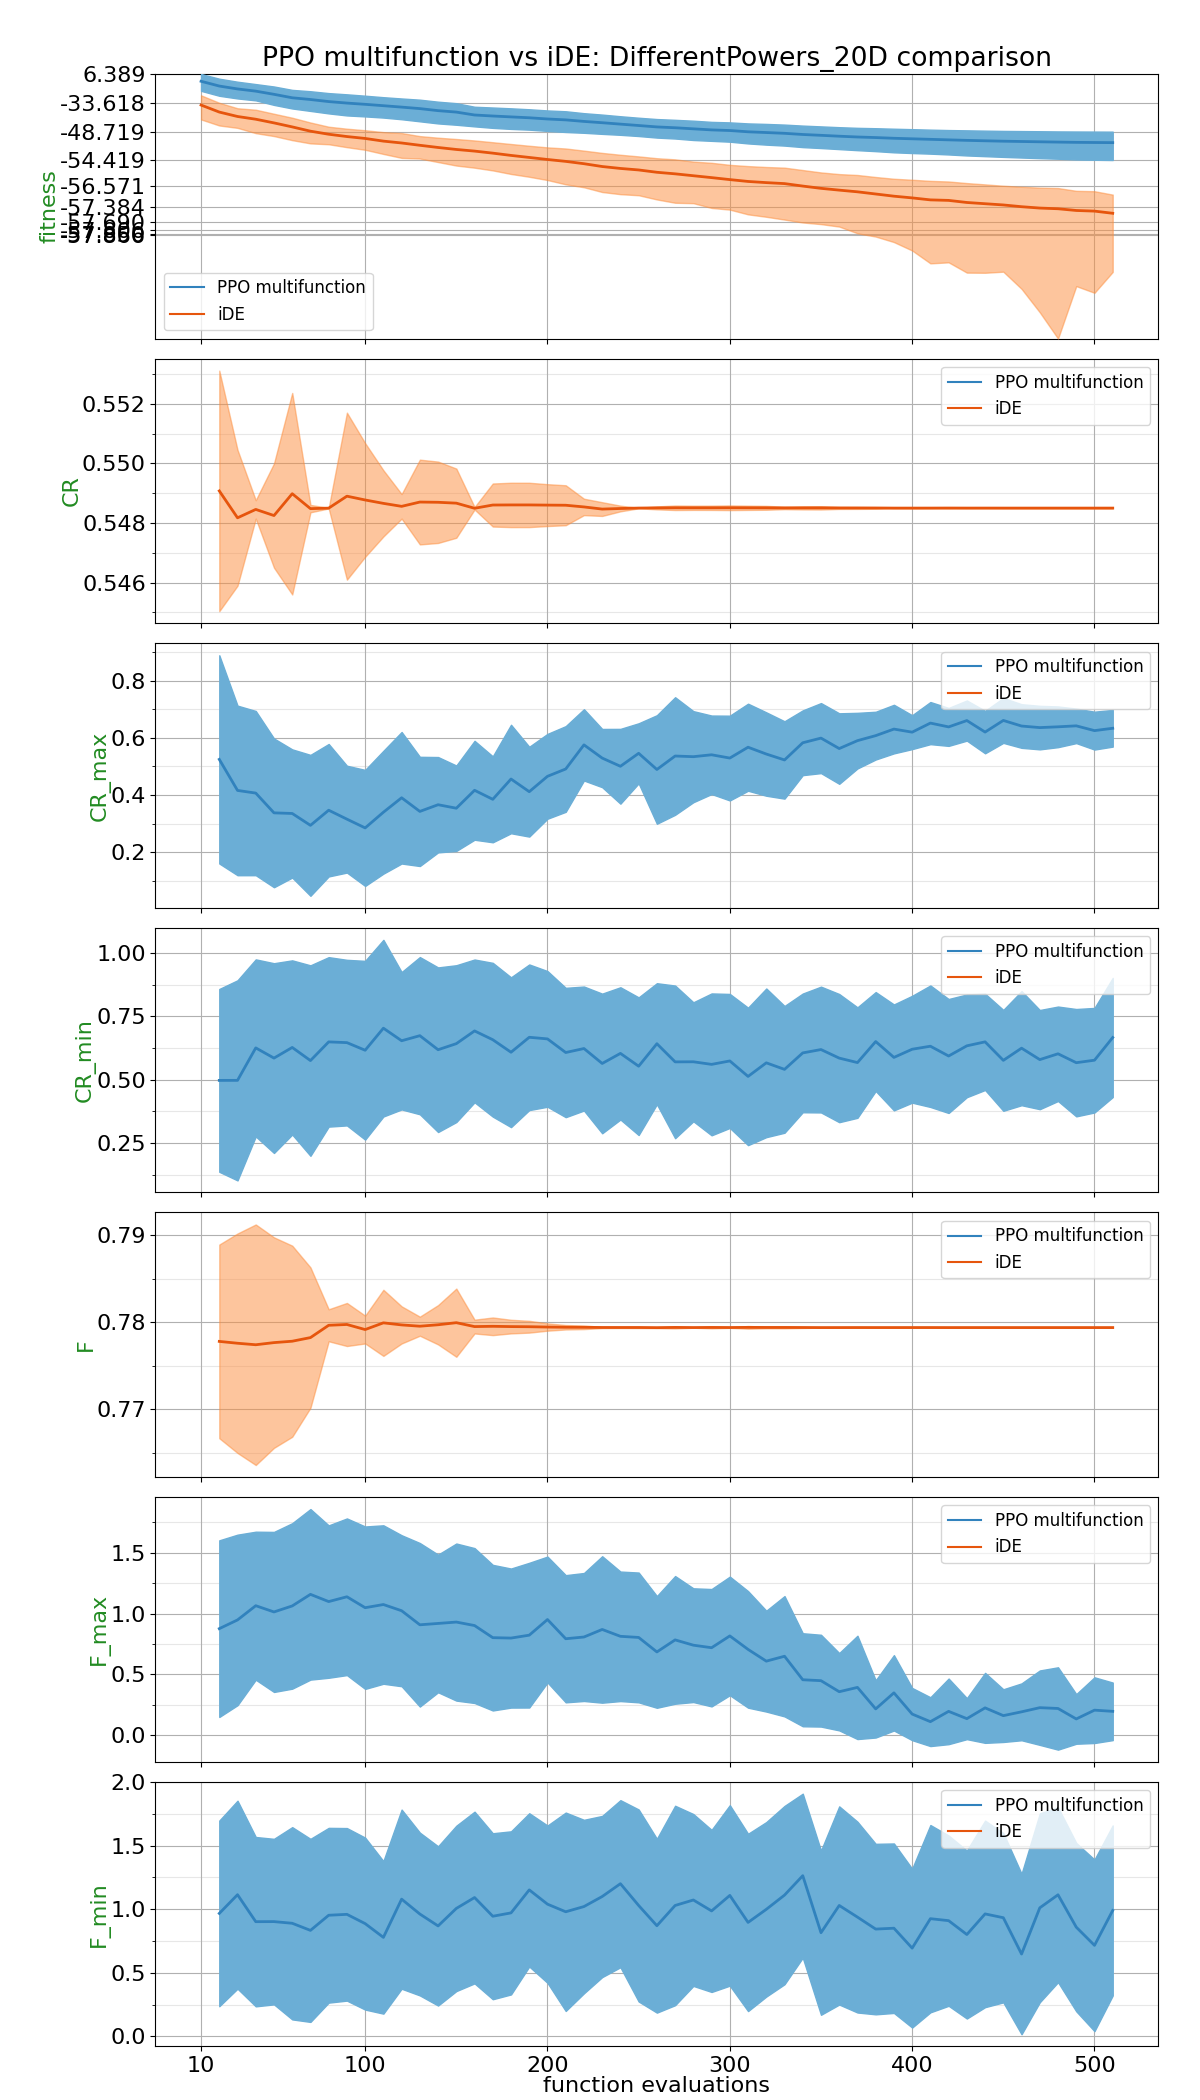 PPO multifunction vs iDE: DifferentPowers_20D comparison
6.389
-33.618
-48.719
-54.419
-56.571
-57.384
-57.690
fitness
PPO multifunction
iDE
0.552
0.550
0.548
0.546
CR
PPO multifunction
iDE
0.8
0.6
0.4
0.2
CR_max
PPO multifunction
iDE
1.00
0.75
0.50
0.25
CR_min
PPO multifunction
iDE
0.79
0.78
0.77
F
PPO multifunction
iDE
1.5
1.0
0.5
0.0
F_max
PPO multifunction
iDE
2.0
1.5
1.0
0.5
0.0
F_min
PPO multifunction
iDE
10 100 200 300 400 500
function evaluations